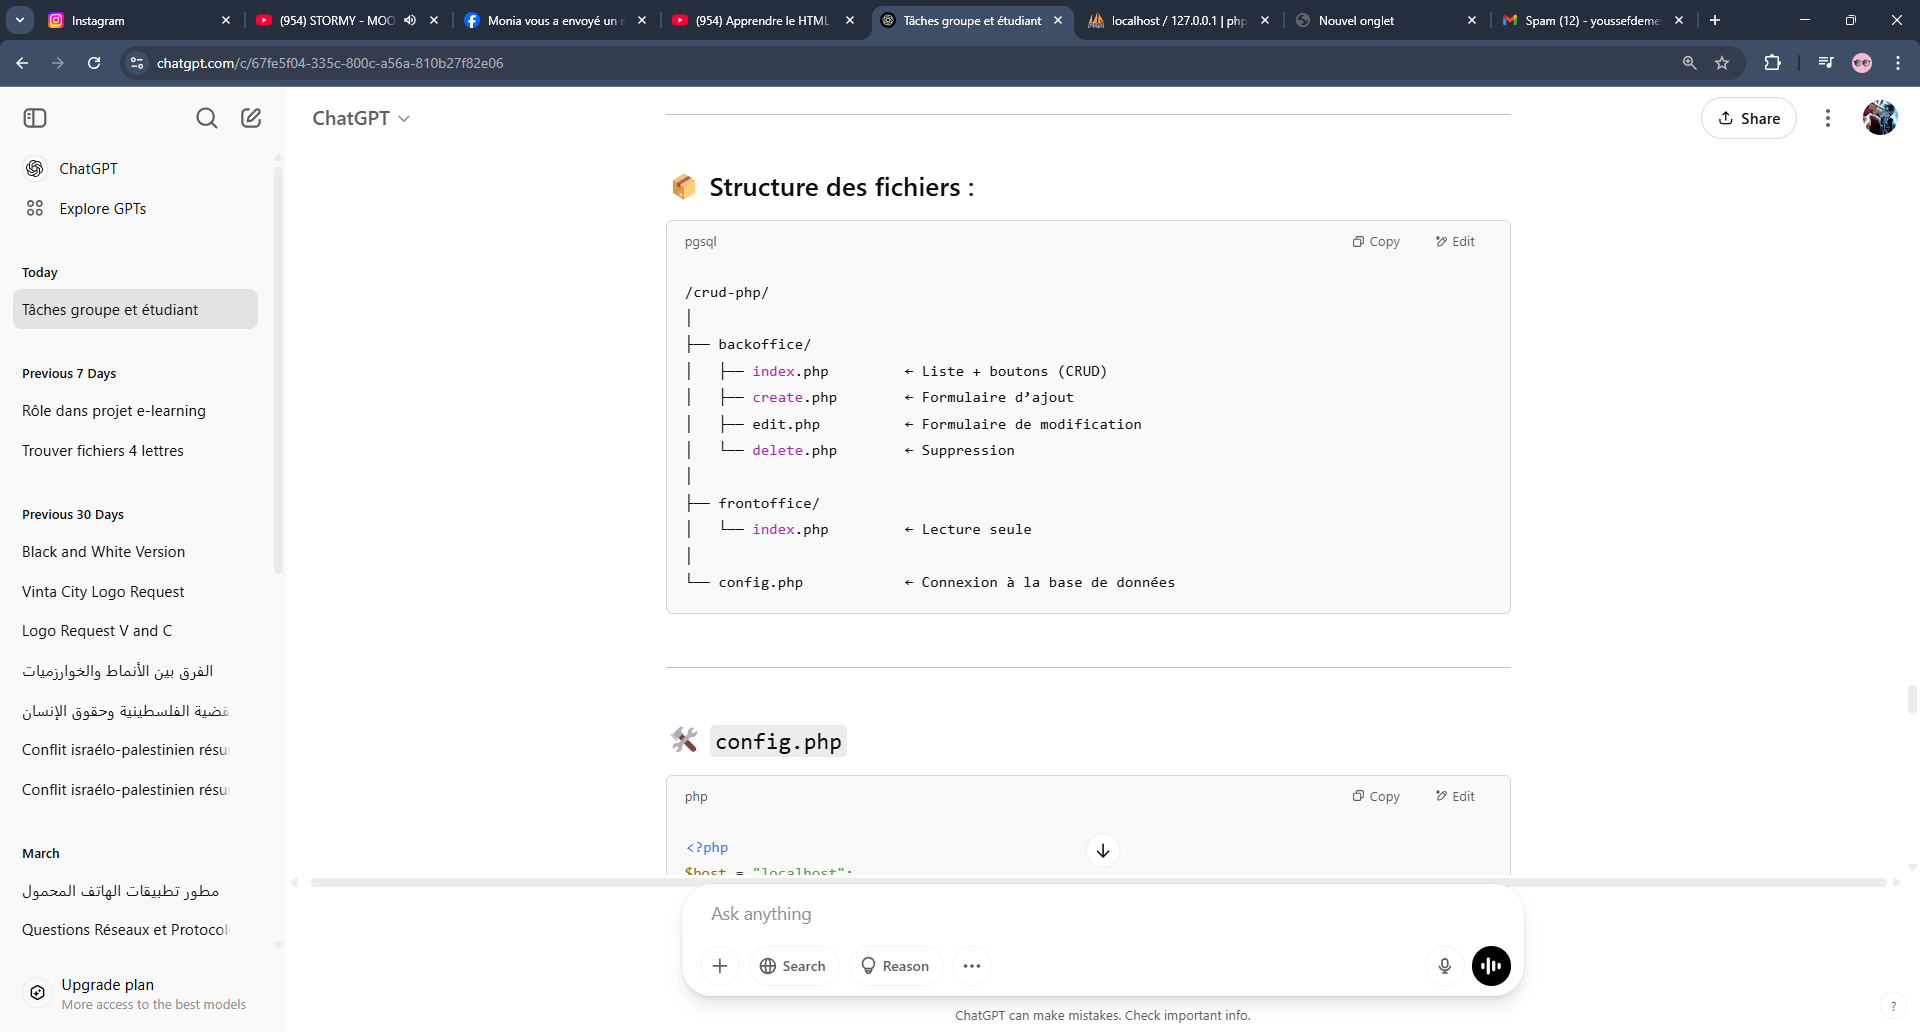 Instagram
(954) STORMY - MOO
Monia vous a envoyé un
(954) Apprendre le HTML
Tâches groupe et étudiant
localhost / 127.0.0.1 | php
Nouvel onglet
Spam (12) - youssefdeme
chatgpt.com/c/67fe5f04-335c-800c-a56a-810b27f82e06
ChatGPT
Share
ChatGPT
Explore GPTs
Today
Tâches groupe et étudiant
Previous 7 Days
Rôle dans projet e-learning
Trouver fichiers 4 lettres
Previous 30 Days
Black and White Version
Vinta City Logo Request
Logo Request V and C
الفرق بين الأنماط والخوارزميات
قضية الفلسطينية وحقوق الإنسان
Conflit israélo-palestinien résu
Conflit israélo-palestinien résu
March
مطور تطبيقات الهاتف المحمول
Questions Réseaux et Protocol
Upgrade plan
More access to the best models
Structure des fichiers :
pgsql
Copy
Edit
/crud-php/
│
├── backoffice/
│   ├── index.php         ← Liste + boutons (CRUD)
│   ├── create.php        ← Formulaire d’ajout
│   ├── edit.php          ← Formulaire de modification
│   └── delete.php        ← Suppression
│
├── frontoffice/
│   └── index.php         ← Lecture seule
│
└── config.php            ← Connexion à la base de données
config.php
php
Copy
Edit
<?php
$host = "localhost";
Ask anything
Search
Reason
ChatGPT can make mistakes. Check important info.
?